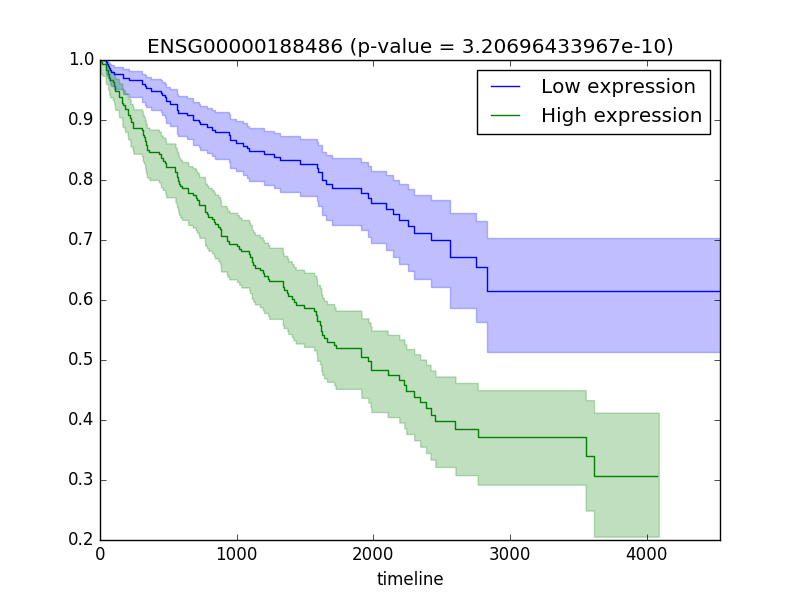 ENSG00000188486 (p-value = 3.20696433967e-10)
Low expression
High expression
1.0
0.9
0.8
0.7
0.6
0.5
0.4
0.3
0.2
0 1000 2000 3000 4000
timeline